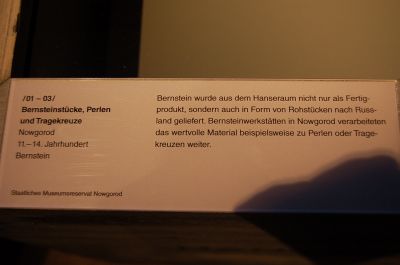 /01 – 03/
Bernsteinstücke, Perlen
und Tragekreuze
Nowgorod
11. – 14. Jahrhundert
Bernstein
Staatliches Museumsreservat Nowgorod
Bernstein wurde aus dem Hanseraum nicht nur als Fertig-
produkt, sondern auch in Form von Rohstücken nach Russ-
land geliefert. Bernsteinwerkstätten in Nowgorod verarbeiteten
das wertvolle Material beispielsweise zu Perlen oder Trage-
kreuzen weiter.